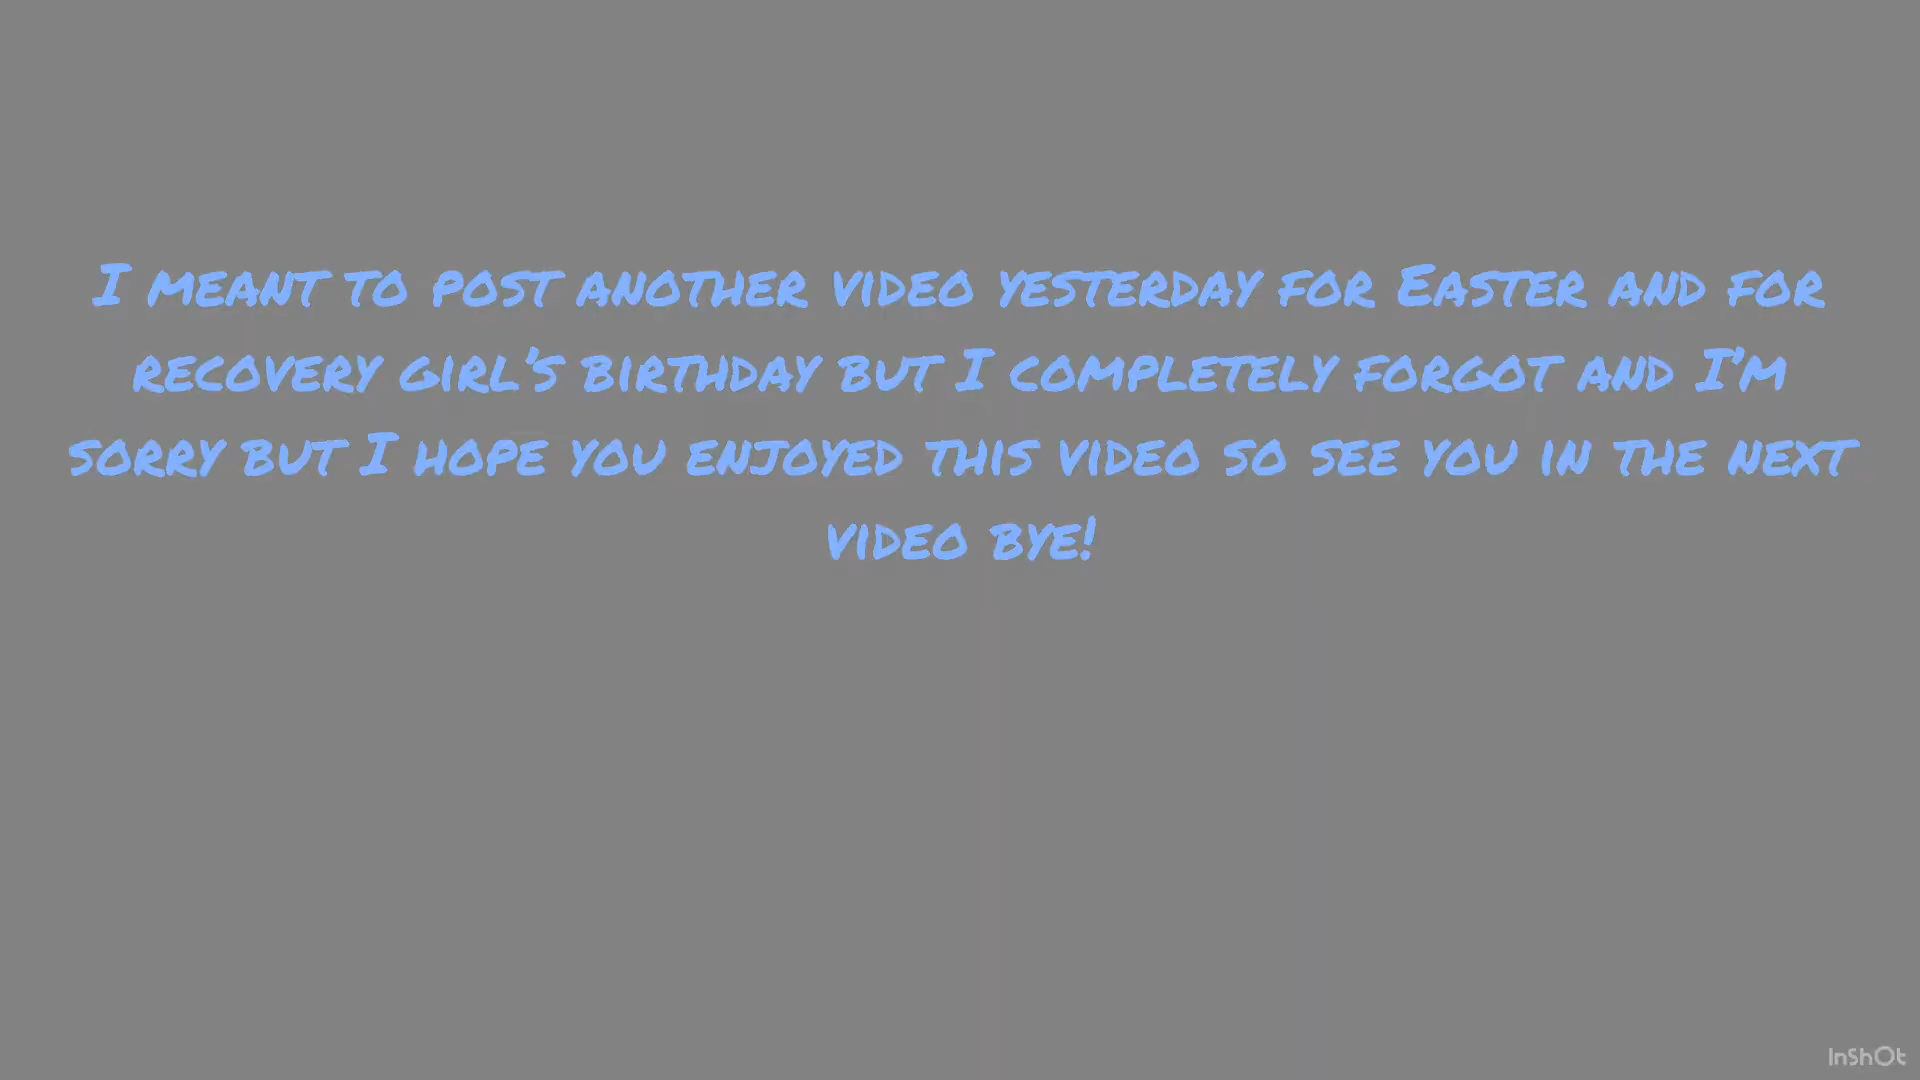 I meant to post another video yesterday for Easter and for
recovery girl's birthday but I completely forgot and I'm
sorry but I hope you enjoyed this video so see you in the next
video bye!
InShOt